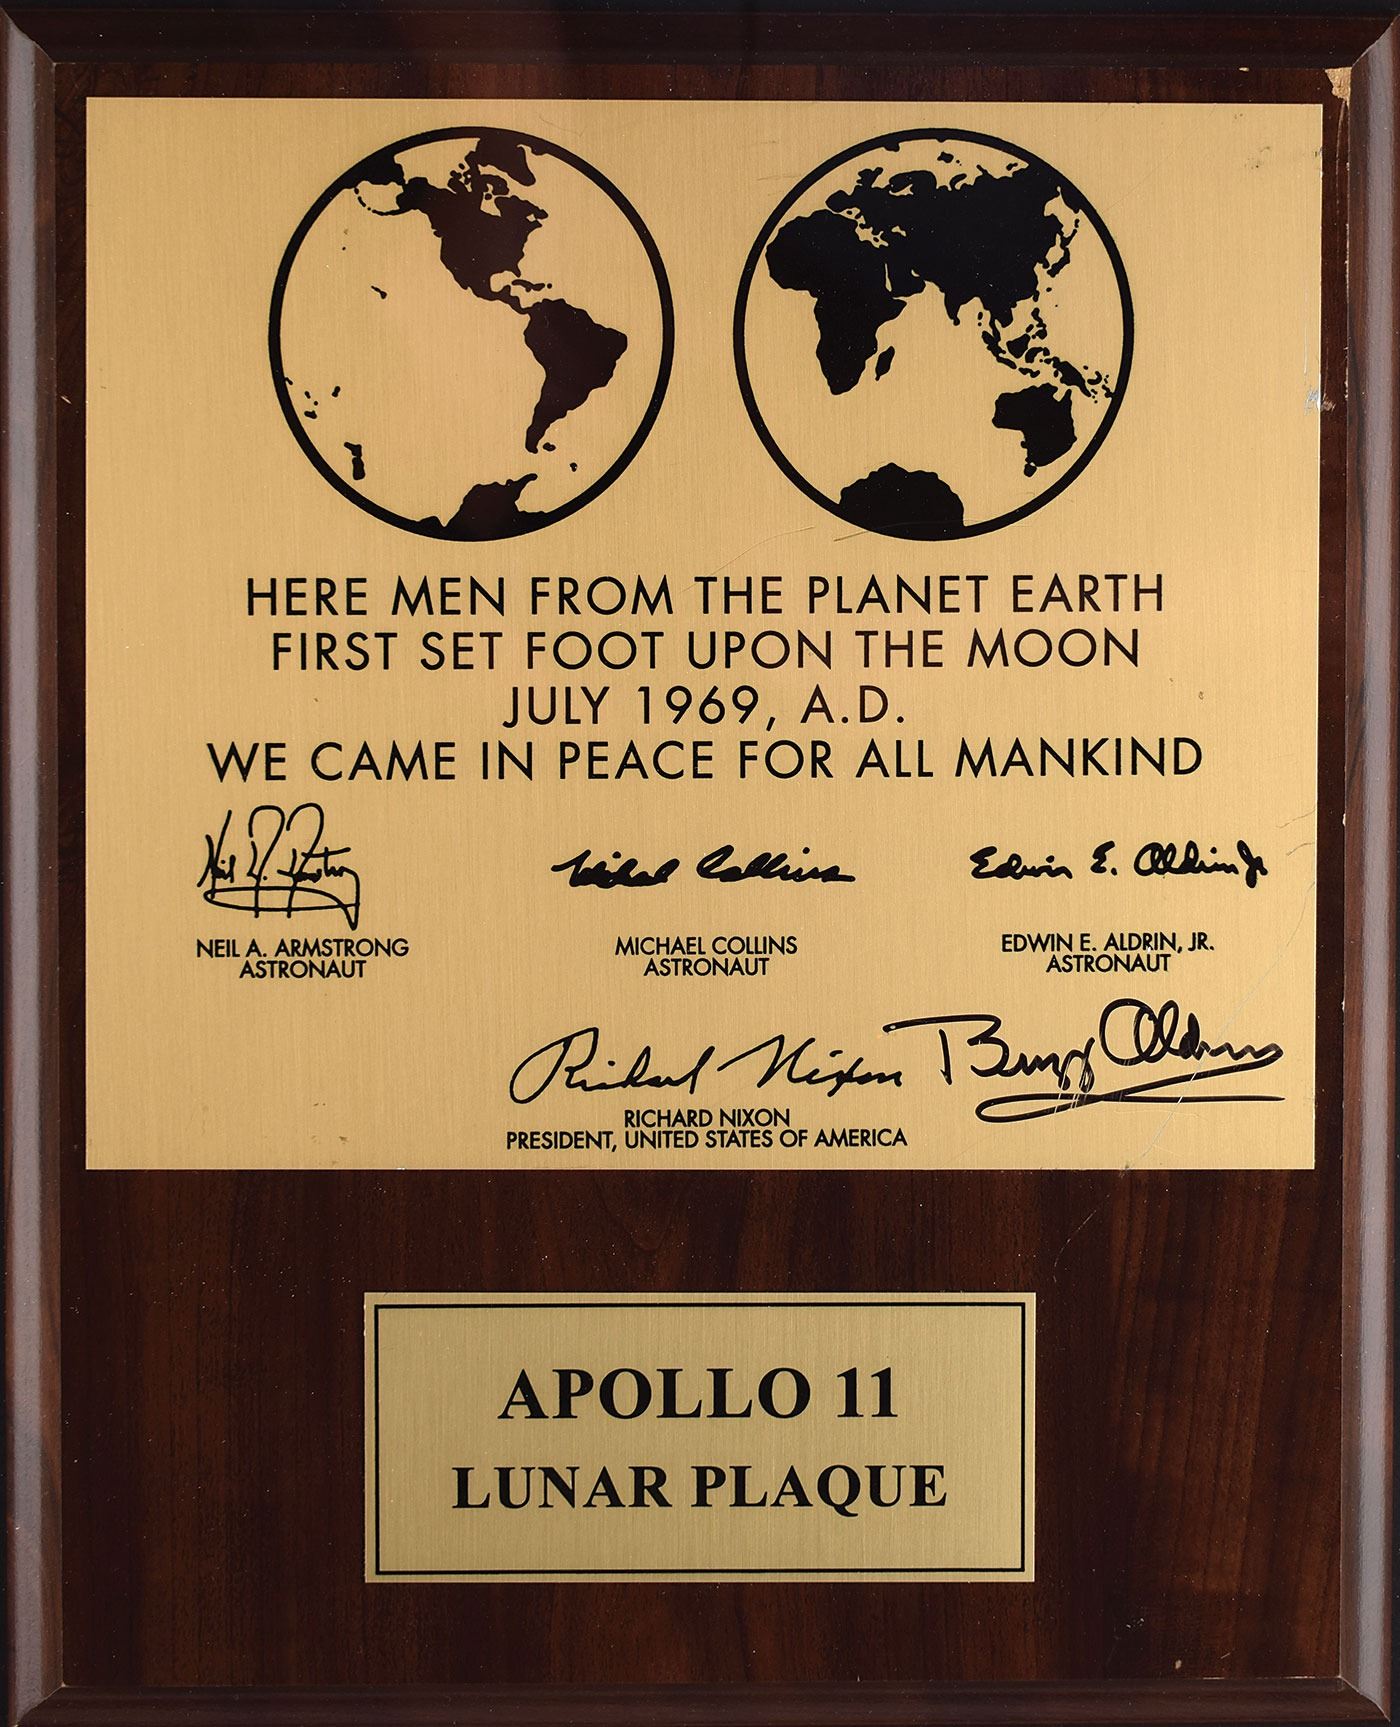 HERE MEN FROM THE PLANET EARTH
FIRST SET FOOT UPON THE MOON
JULY 1969, A.D.
WE CAME IN PEACE FOR ALL MANKIND
Neil A. Armstrong
Michael Collins
Edwin E. Aldrin Jr
NEIL A. ARMSTRONG
ASTRONAUT
MICHAEL COLLINS
ASTRONAUT
EDWIN E. ALDRIN, JR.
ASTRONAUT
Richard Nixon
Buzz Aldrin
RICHARD NIXON
PRESIDENT, UNITED STATES OF AMERICA
APOLLO 11
LUNAR PLAQUE